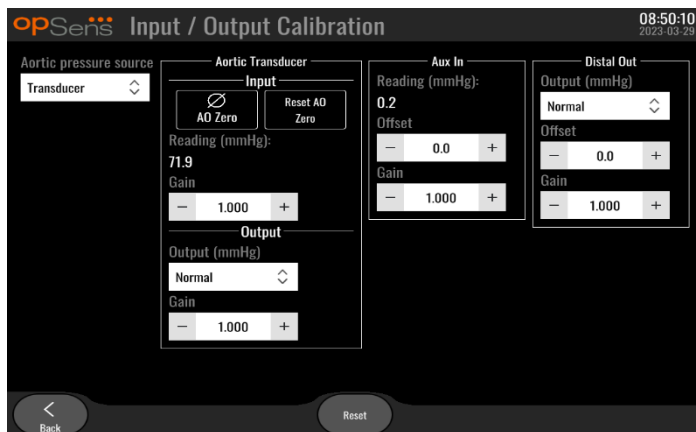 opSens Input / Output Calibration
08:50:10
2023-03-29
Aortic pressure source
Transducer
Aortic Transducer
Input
AO Zero
Reset AO
Zero
Reading (mmHg):
71.9
Gain
− 1.000 +
Output
Output (mmHg)
Normal
Gain
− 1.000 +
Aux In
Reading (mmHg):
0.2
Offset
− 0.0 +
Gain
− 1.000 +
Distal Out
Output (mmHg)
Normal
Offset
− 0.0 +
Gain
− 1.000 +
Back
Reset